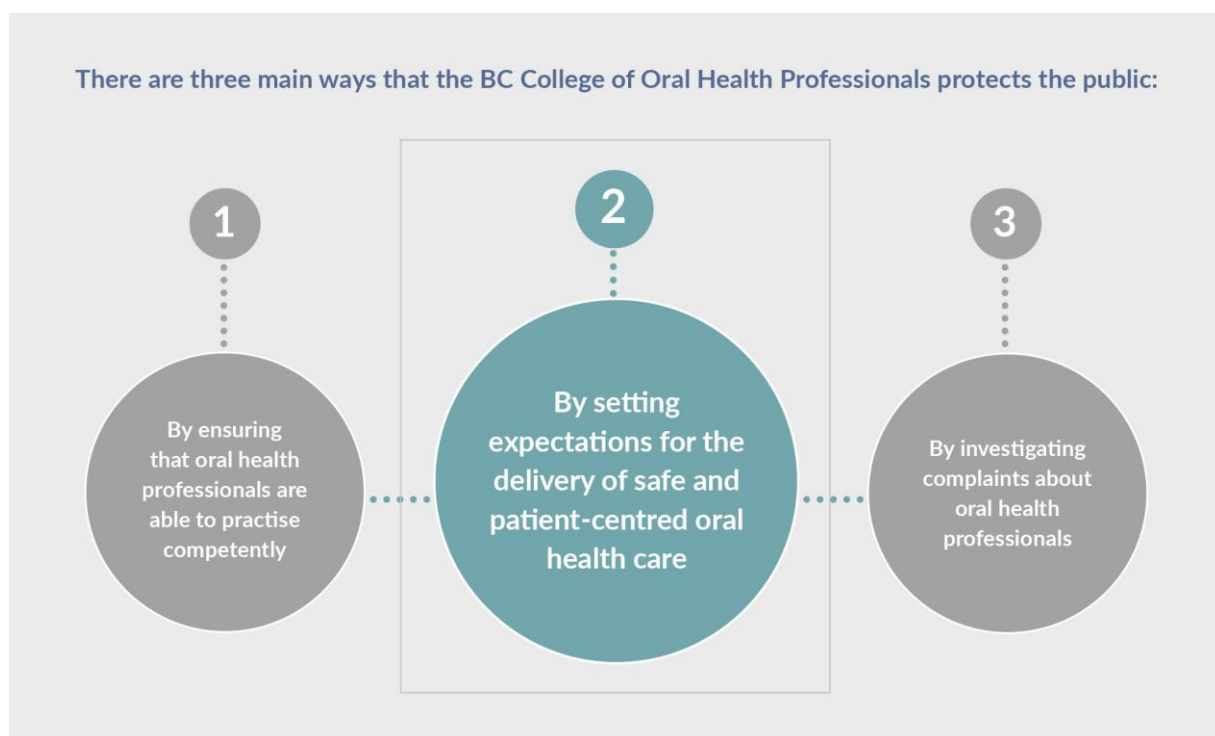 There are three main ways that the BC College of Oral Health Professionals protects the public:
1
By ensuring
that oral health
professionals are
able to practise
competently
2
By setting
expectations for the
delivery of safe and
patient-centred oral
health care
3
By investigating
complaints about
oral health
professionals